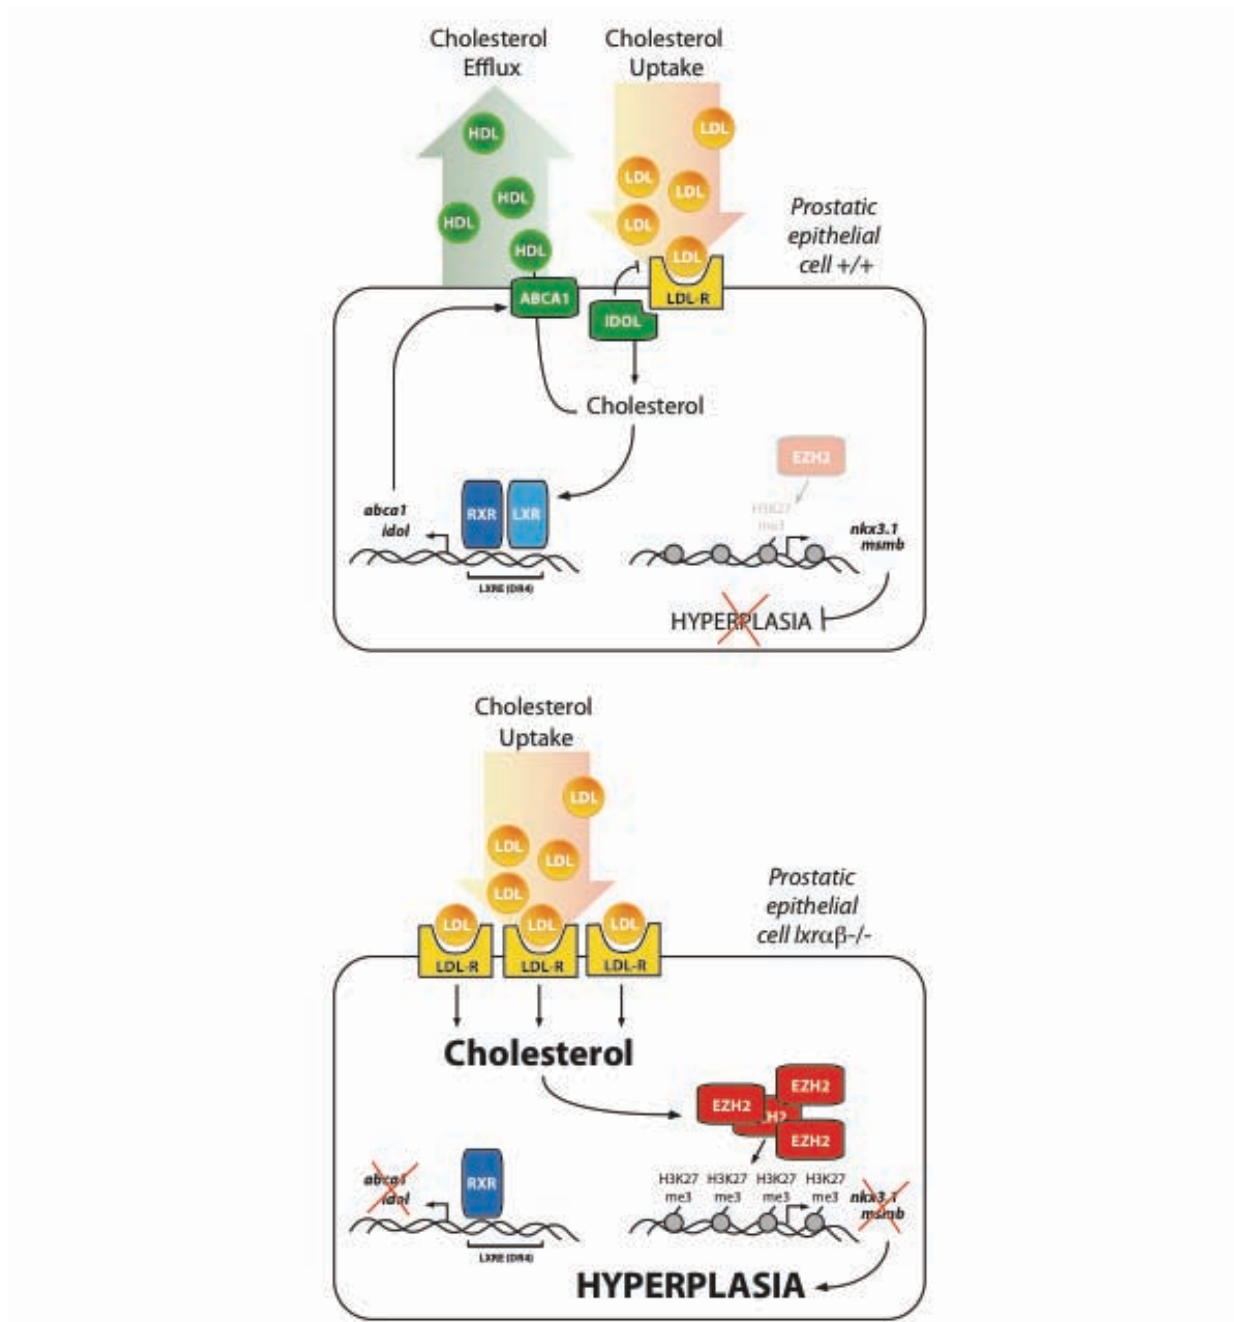 Cholesterol
Efflux
Cholesterol
Uptake
HDL
LDL
LDL
LDL
HDL
HDL
LDL
HDL
LDL
Prostatic
epithelial
cell +/+
ABCA1
LDL-R
IDOL
Cholesterol
EZH2
abca1
idol
RXR
LXR
H3K27
me3
nkx3.1
msmb
LXRE (DR4)
HYPERPLASIA
Cholesterol
Uptake
LDL
LDL
LDL
LDL
LDL
LDL
LDL
Prostatic
epithelial
cell lxrαβ-/-
LDL-R
LDL-R
LDL-R
Cholesterol
EZH2
EZH2
H2
EZH2
abca1
idol
RXR
H3K27 H3K27 H3K27 H3K27
me3 me3 me3 me3
nkx3.1
msmb
LXRE (DR4)
HYPERPLASIA